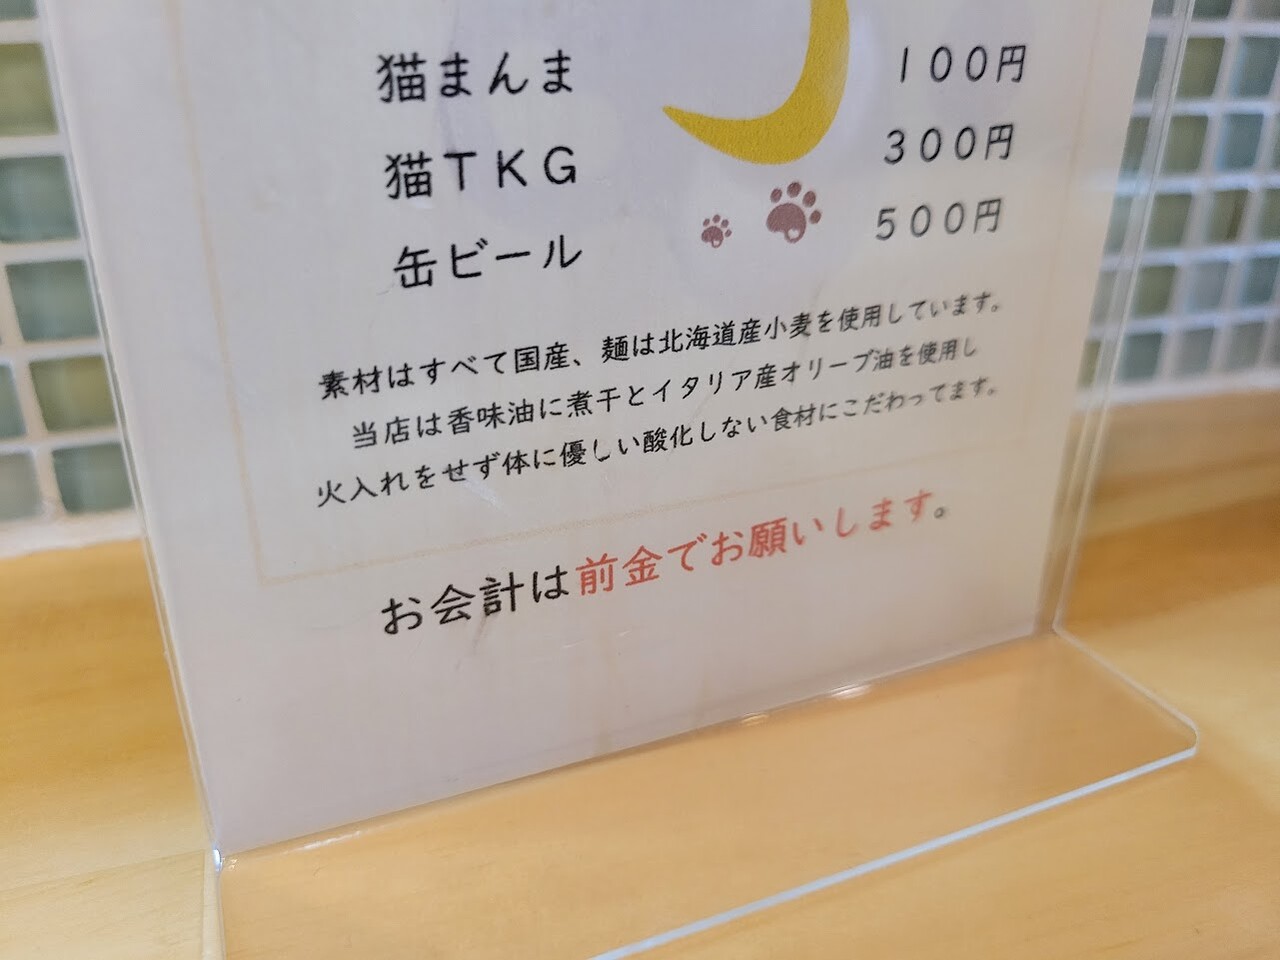 猫まんま １００円
猫ＴＫＧ ３００円
缶ビール ５００円
素材はすべて国産、麺は北海道産小麦を使用しています。
当店は香味油に煮干とイタリア産オリーブ油を使用し
火入れをせず体に優しい酸化しない食材にこだわってます。
お会計は前金でお願いします。